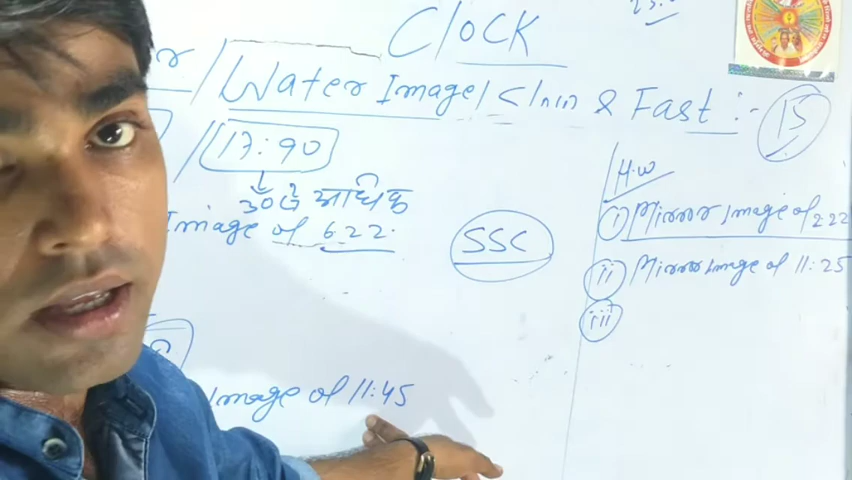 CLOCK
Water Image / Slow & Fast :- 15
17:90
30 से अधिक
Image of 6:22.
SSC
H.W
(i) Mirror Image of 2:22
(ii) Mirror Image of 11:25
(iii)
Image of 11:45